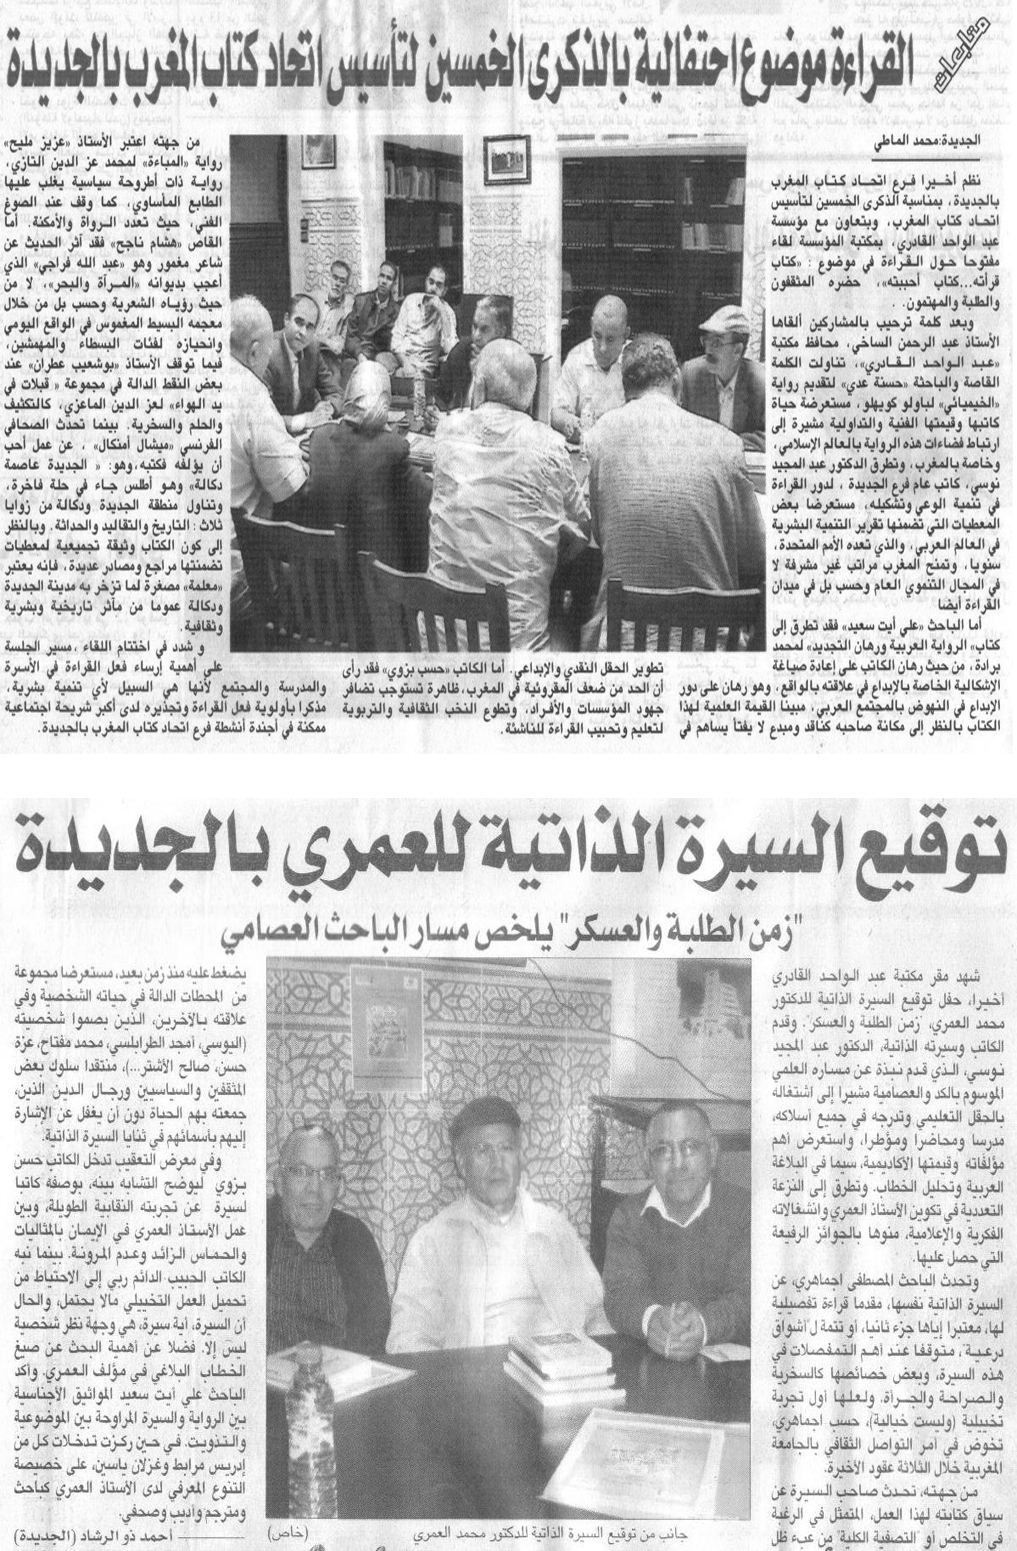 متابعات
القراءة موضوع احتفالية بالذكرى الخمسين لتأسيس اتحاد كتاب المغرب بالجديدة
الجديدة:محمد الماطي
نظم أخيرا فرع اتحاد كتاب المغرب
بالجديدة، بمناسبة الذكرى الخمسين لتأسيس
اتحاد كتاب المغرب، وبتعاون مع مؤسسة
عبد الواحد القادري، بمكتبة المؤسسة لقاء
مفتوحا حول القراءة في موضوع : «كتاب
قرأته...كتاب أحببته»، حضره المثقفون
والطلبة والمهتمون.
وبعد كلمة ترحيب بالمشاركين ألقاها
الأستاذ عبد الرحمن الساخي، محافظ مكتبة
«عبد الواحد القادري»، تناولت الكلمة
القاصة والباحثة «حسنة عدي» لتقديم رواية
«الخيميائي» لباولو كويهلو، مستعرضة حياة
كاتبها وقيمتها الفنية والتداولية مشيرة إلى
ارتباط فضاءات هذه الرواية بالعالم الإسلامي،
وخاصة بالمغرب، وتطرق الدكتور عبد المجيد
نوسي، كاتب عام فرع الجديدة ، لدور القراءة
في تنمية الوعي وتشكيله، مستعرضا بعض
المعطيات التي تضمنها تقرير التنمية البشرية
في العالم العربي، والذي تعده الأمم المتحدة،
سنويا، وتمنح المغرب مراتب غير مشرفة لا
في المجال التنموي العام وحسب بل في ميدان
القراءة أيضا
أما الباحث «علي أيت سعيد» فقد تطرق إلى
كتاب» الرواية العربية ورهان التجديد» لمحمد
برادة، من حيث رهان الكاتب على إعادة صياغة
الإشكالية الخاصة بالإبداع في علاقته بالواقع، وهو رهان على دور
الإبداع في النهوض بالمجتمع العربي، مبينا القيمة العلمية لهذا
الكتاب بالنظر إلى مكانة صاحبه كناقد ومبدع لا يفتأ يساهم في
تطوير الحقل النقدي والإبداعي. أما الكاتب «حسب بزوي» فقد رأى
أن الحد من ضعف المقروئية في المغرب، ظاهرة تستوجب تضافر
جهود المؤسسات والأفراد، وتطوع النخب الثقافية والتربوية
لتعليم وتحبيب القراءة للناشئة.
من جهته اعتبر الأستاذ «عزيز مليح»
رواية «المباءة» لمحمد عز الدين التازي،
رواية ذات أطروحة سياسية يغلب عليها
الطابع المأساوي، كما وقف عند الصوغ
الفني، حيث تعدد الرواة والأمكنة. أما
القاص «هشام ناجح» فقد آثر الحديث عن
شاعر مغمور وهو «عبد الله فراجي» الذي
أعجب بديوانه «المرأة والبحر»، لا من
حيث رؤياه الشعرية وحسب بل من خلال
معجمه البسيط المغموس في الواقع اليومي
وانحيازه لفئات البسطاء والمهمشين،
فيما توقف الأستاذ «بوشعيب عطران» عند
بعض النقط الدالة في مجموعة « قبلات في
يد الهواء» لعز الدين الماعزي، كالتكثيف
والحلم والسخرية. بينما تحدث الصحافي
الفرنسي «ميشال أمنكال» ، عن عمل أحب
أن يؤلفه فكتبه،وهو: « الجديدة عاصمة
دكالة» وهو أطلس جاء في حلة فاخرة،
وتناول منطقة الجديدة ودكالة من زوايا
ثلاث : التاريخ والتقاليد والحداثة. وبالنظر
إلى كون الكتاب وثيقة تجميعية لمعطيات
تضمنتها مراجع ومصادر عديدة، فإنه يعتبر
«معلمة» مصغرة لما تزخر به مدينة الجديدة
ودكالة عموما من مآثر تاريخية وبشرية
وثقافية.
و شدد في اختتام اللقاء ،مسير الجلسة
على أهمية إرساء فعل القراءة في الأسرة
والمدرسة والمجتمع لأنها هي السبيل لأي تنمية بشرية،
مذكرا بأولوية فعل القراءة وتجذيره لدى أكبر شريحة اجتماعية
ممكنة في أجندة أنشطة فرع اتحاد كتاب المغرب بالجديدة.
توقيع السيرة الذاتية للعمري بالجديدة
"زمن الطلبة والعسكر" يلخص مسار الباحث العصامي
شهد مقر مكتبة عبد الواحد القادري
أخيرا، حفل توقيع السيرة الذاتية للدكتور
محمد العمري، "زمن الطلبة والعسكر". وقدم
الكاتب وسيرته الذاتية، الدكتور عبد المجيد
نوسي، الذي قدم نبذة عن مساره العلمي
الموسوم بالكد والعصامية مشيرا إلى اشتغاله
بالحقل التعليمي وتدرجه في جميع أسلاكه،
مدرسا ومحاضرا ومؤطرا، واستعرض أهم
مؤلفاته وقيمتها الأكاديمية، سيما في البلاغة
العربية وتحليل الخطاب. وتطرق إلى النزعة
التعددية في تكوين الأستاذ العمري وانشغالاته
الفكرية والإعلامية، منوها بالجوائز الرفيعة
التي حصل عليها.
وتحدث الباحث المصطفى اجماهري، عن
السيرة الذاتية نفسها، مقدما قراءة تفصيلية
لها، معتبرا إياها جزء ثانيا، أو تتمة ل"أشواق
درعية"، متوقفا عند أهم التمفصلات في
هذه السيرة، وبعض خصائصها كالسخرية
والصراحة والجرأة. ولعلها أول تجربة
تخييلية (وليست خيالية)، حسب اجماهري،
تخوض في أمر التواصل الثقافي بالجامعة
المغربية خلال الثلاثة عقود الأخيرة.
من جهته، تحدث صاحب السيرة عن
سياق كتابته لهذا العمل، المتمثل في الرغبة
في التخلص أو "التصفية الكلية" من عبء ظل
يضغط عليه منذ زمن بعيد، مستعرضا مجموعة
من المحطات الدالة في حياته الشخصية وفي
علاقته بالآخرين، الذين بصموا شخصيته
(اليوسي، أمجد الطرابلسي، محمد مفتاح، عزة
حسن، صالح الأشتر...)، منتقدا سلوك بعض
المثقفين والسياسيين ورجال الدين الذين،
جمعته بهم الحياة دون أن يغفل عن الإشارة
إليهم بأسمائهم في ثنايا السيرة الذاتية.
وفي معرض التعقيب تدخل الكاتب حسن
بزوي ليوضح التشابه بينه، بوصفه كاتبا
لسيرة عن تجربته النقابية الطويلة، وبين
عمل الأستاذ العمري في الإيمان بالمثاليات
والحماس الزائد وعدم المرونة. بينما نبه
الكاتب الحبيب الدائم ربي إلى الاحتياط من
تحميل العمل التخييلي مالا يحتمل، والحال
أن السيرة، أية سيرة، هي وجهة نظر شخصية
ليس إلا. فضلا عن أهمية البحث عن صيغ
الخطاب البلاغي في مؤلف العمري. وأكد
الباحث علي أيت سعيد المواثيق الأجناسية
بين الرواية والسيرة المراوحة بين الموضوعية
والتذويت. في حين ركزت تدخلات كل من
إدريس مرابط وغزلان ياسين، على خصيصة
التنوع المعرفي لدى الأستاذ العمري كباحث
ومترجم وأديب وصحفي.
أحمد ذو الرشاد (الجديدة)
جانب من توقيع السيرة الذاتية للدكتور محمد العمري (خاص)